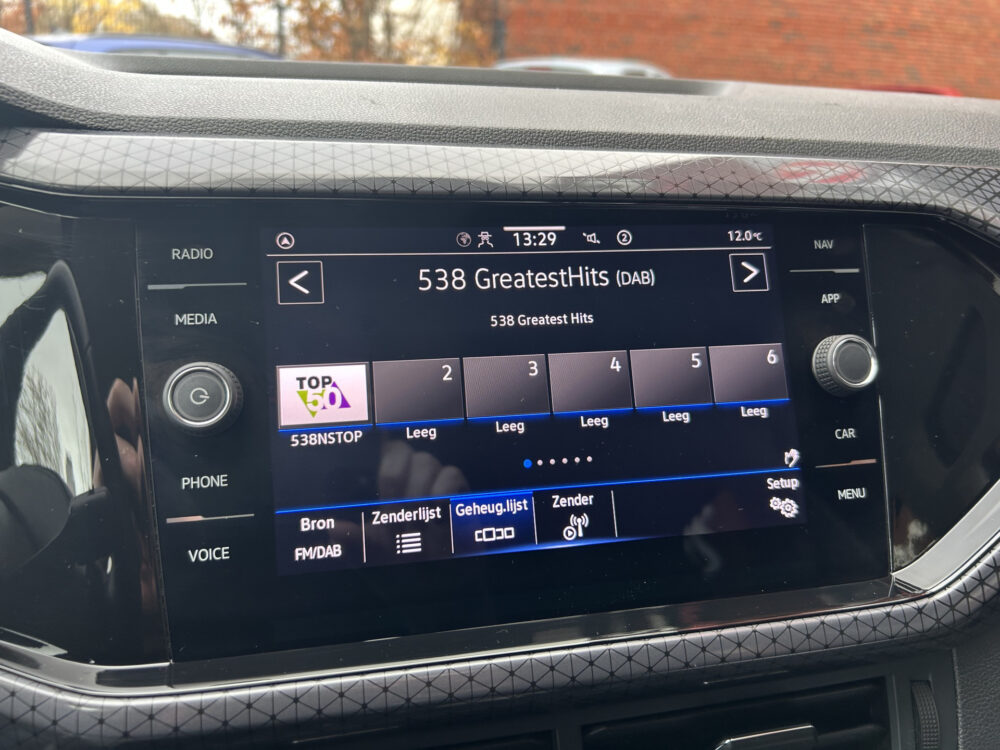 RADIO
MEDIA
PHONE
VOICE
13:29
2
12.0°C
538 GreatestHits (DAB)
538 Greatest Hits
TOP
50
2
3
4
5
6
538NSTOP
Leeg
Leeg
Leeg
Leeg
Leeg
Bron
FM/DAB
Zenderlijst
Geheug.lijst
Zender
Setup
NAV
APP
CAR
MENU